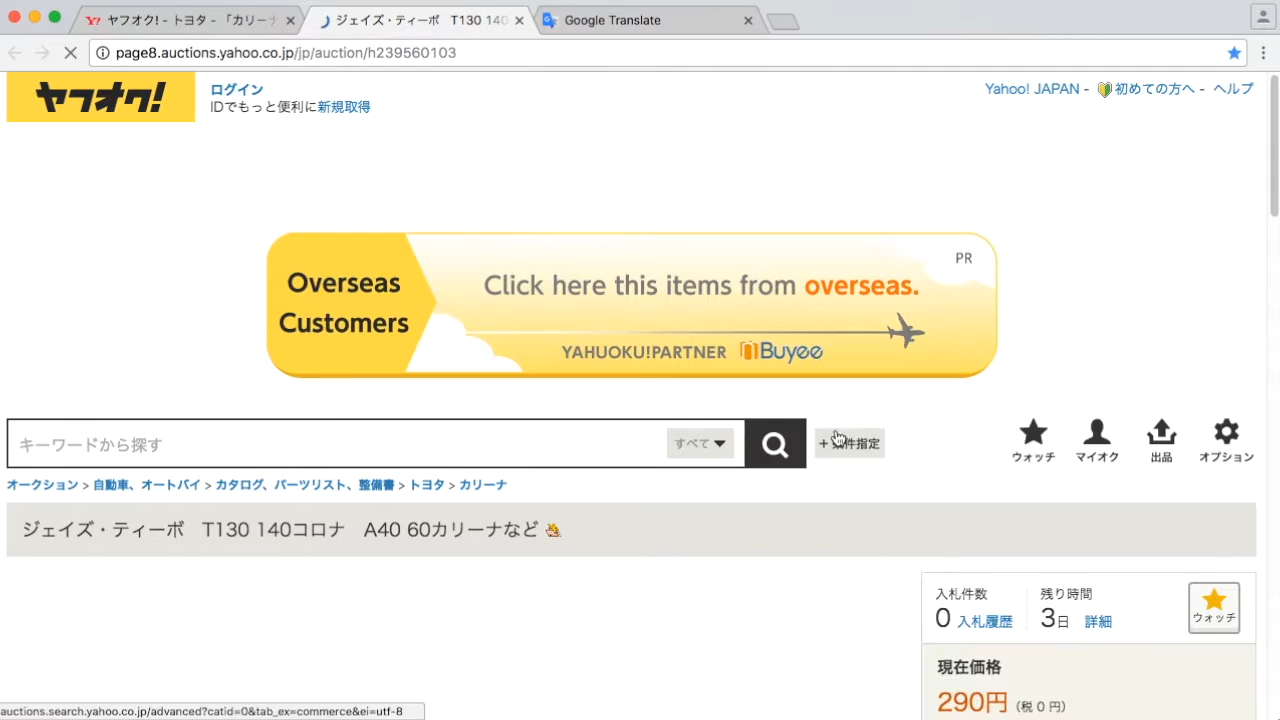 ヤフオク! - トヨタ - 「カリーナ
ジェイズ・ティーボ T130 140
Google Translate
page8.auctions.yahoo.co.jp/jp/auction/h239560103
ヤフオク!
ログイン
IDでもっと便利に新規取得
Yahoo! JAPAN - 初めての方へ - ヘルプ
PR
Overseas
Customers
Click here this items from overseas.
YAHUOKU!PARTNER Buyee
キーワードから探す
すべて
+ 件指定
ウォッチ
マイオク
出品
オプション
オークション > 自動車、オートバイ > カタログ、パーツリスト、整備書 > トヨタ > カリーナ
ジェイズ・ティーボ T130 140コロナ A40 60カリーナなど
入札件数
残り時間
0 入札履歴
3日 詳細
ウォッチ
現在価格
290円 (税 0 円)
auctions.search.yahoo.co.jp/advanced?catid=0&tab_ex=commerce&ei=utf-8